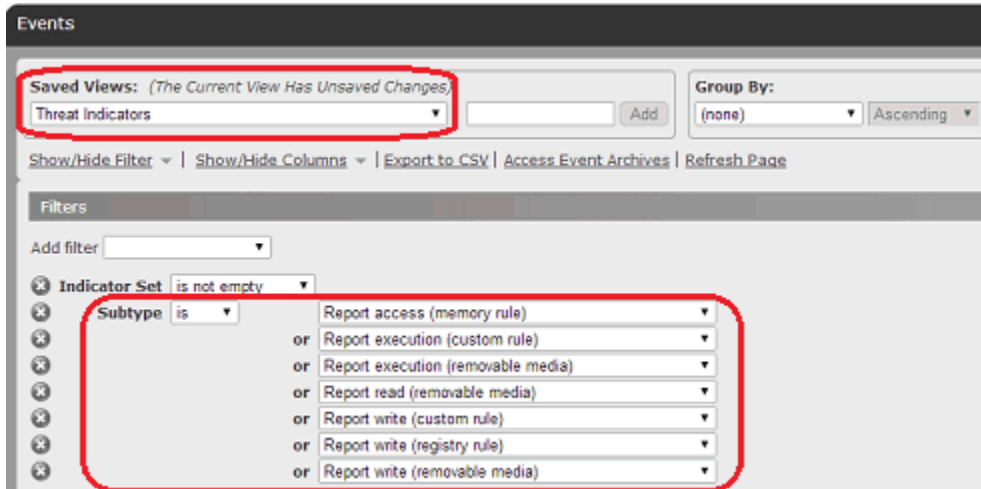 Events
Saved Views: (The Current View Has Unsaved Changes)
Group By:
Threat Indicators
Add
(none)
Ascending
Show/Hide Filter | Show/Hide Columns | Export to CSV | Access Event Archives | Refresh Page
Filters
Add filter
Indicator Set is not empty
Subtype is Report access (memory rule)
or Report execution (custom rule)
or Report execution (removable media)
or Report read (removable media)
or Report write (custom rule)
or Report write (registry rule)
or Report write (removable media)